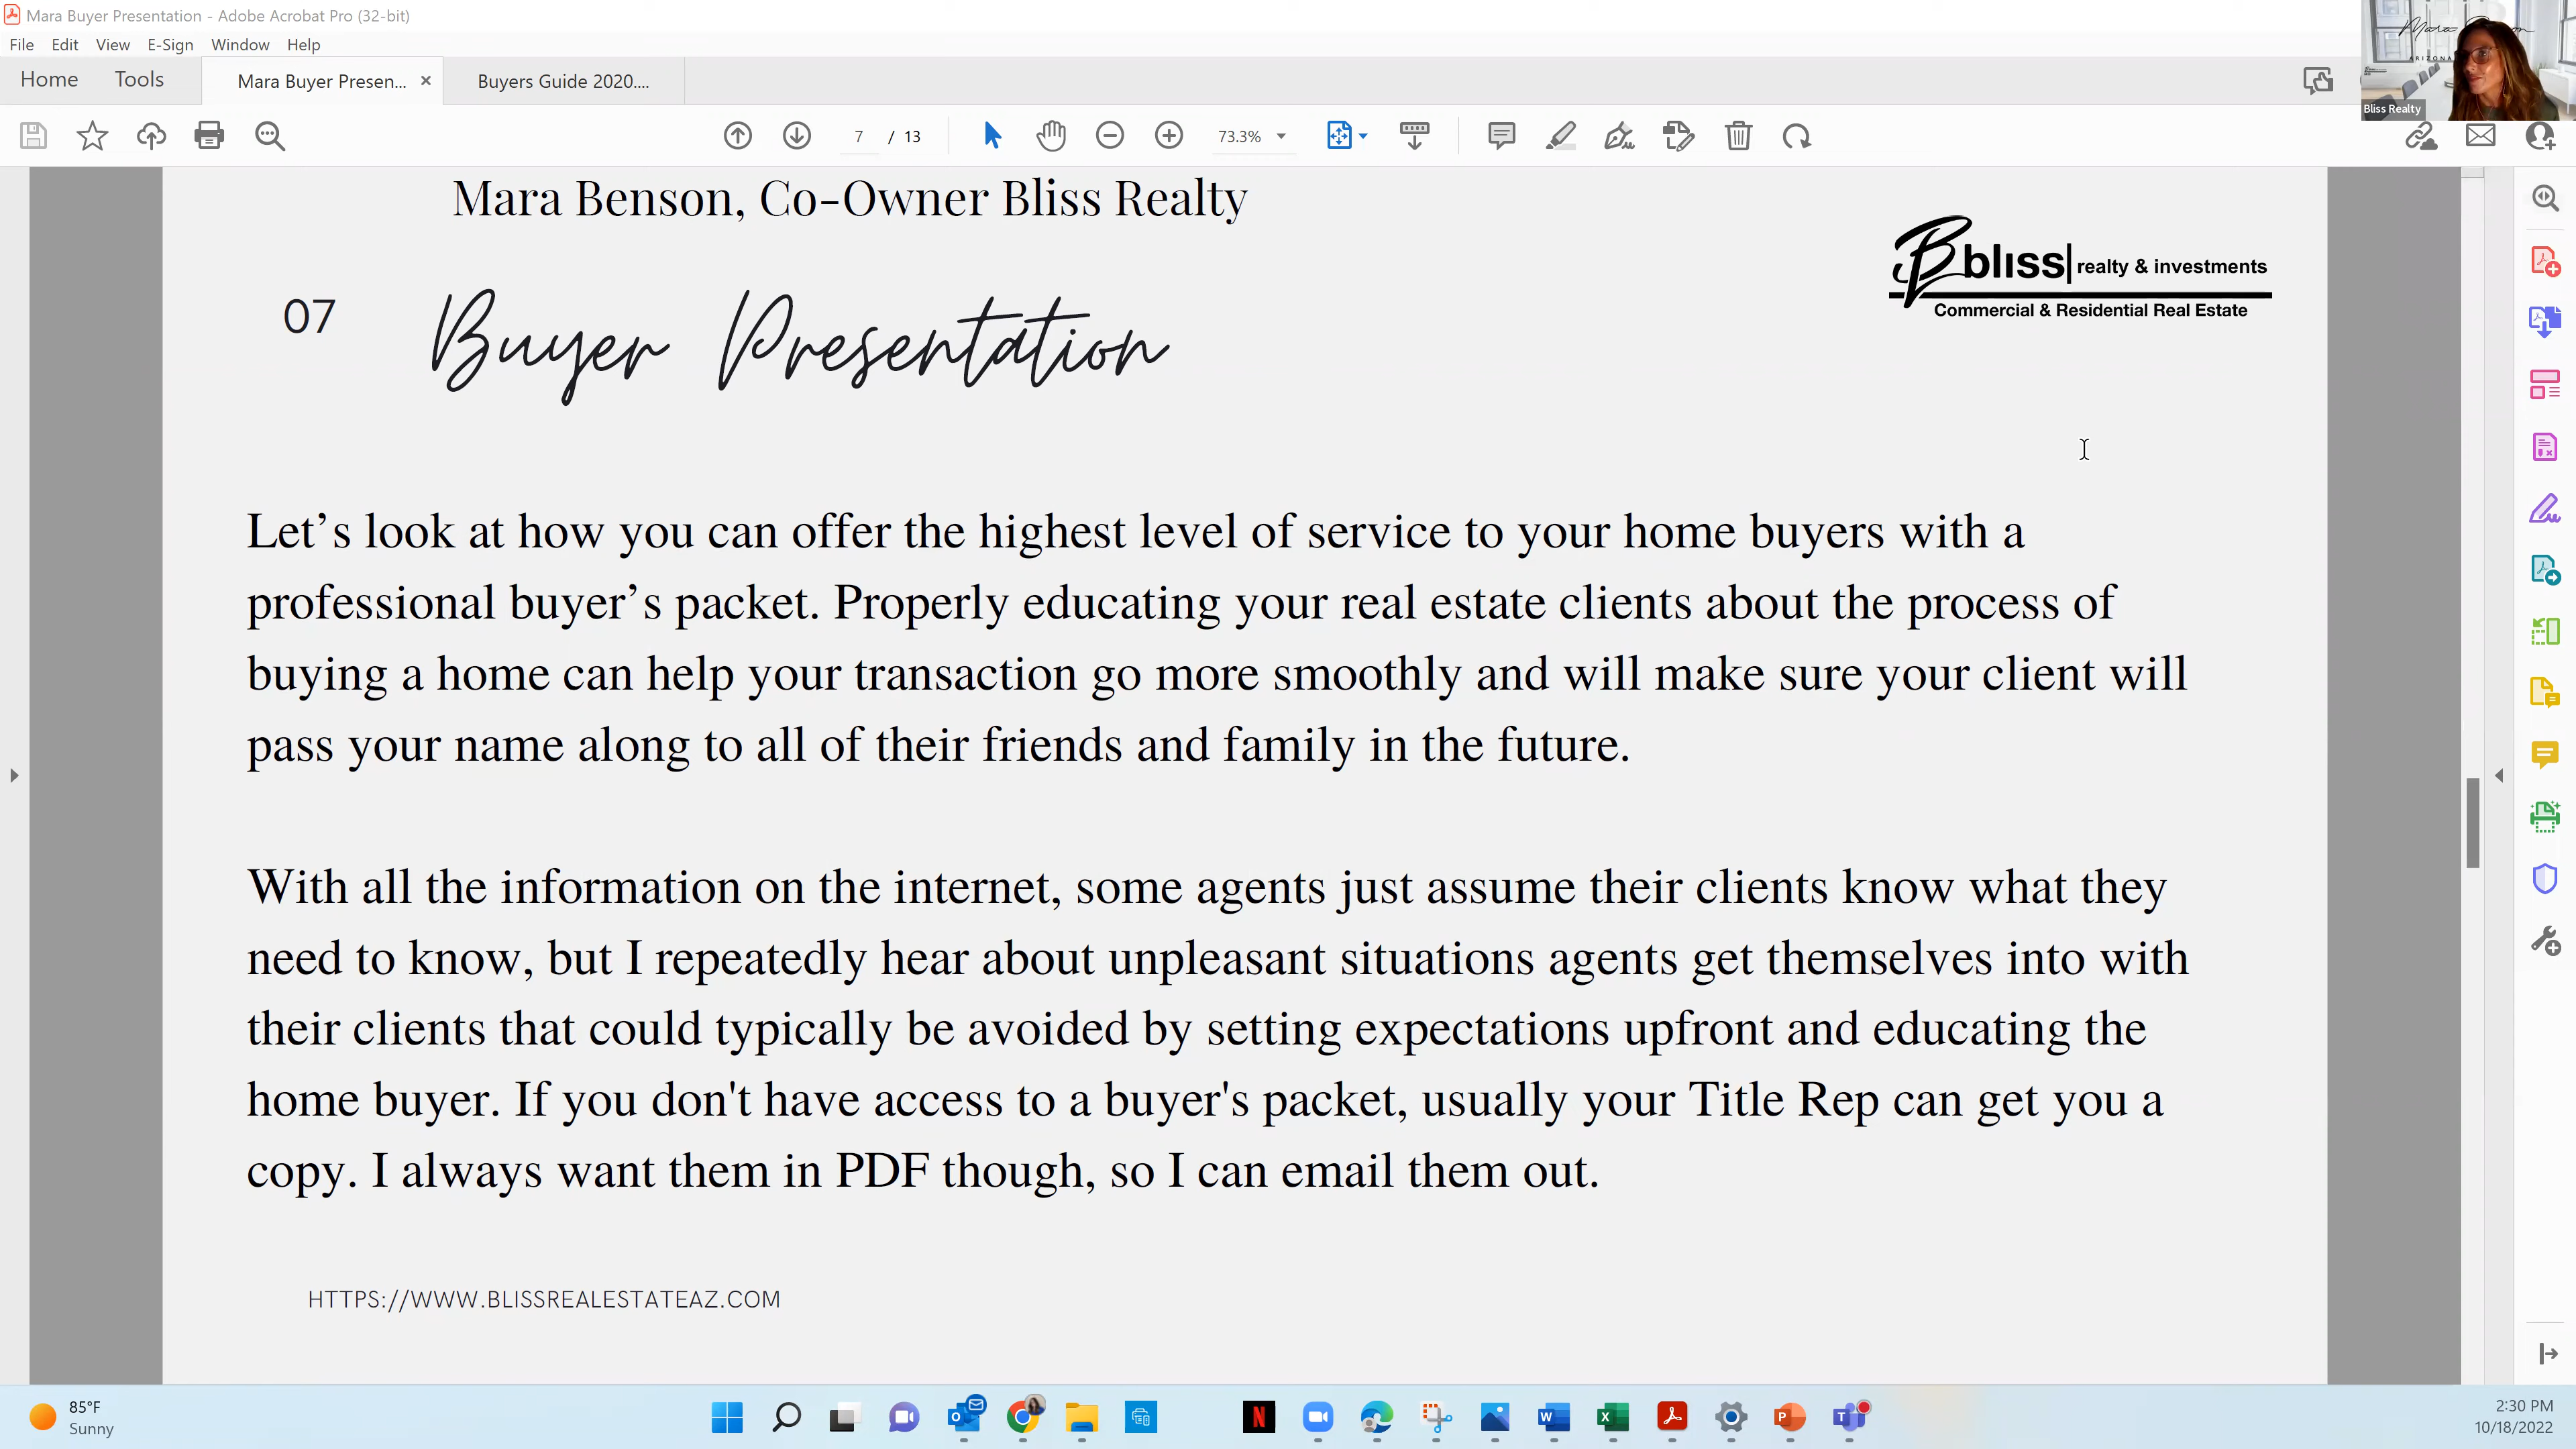 Mara Buyer Presentation - Adobe Acrobat Pro (32-bit)
File Edit View E-Sign Window Help
Home Tools Mara Buyer Presen... × Buyers Guide 2020....
7 / 13 73.3%
Bliss Realty
Mara Benson, Co-Owner Bliss Realty
bliss| realty & investments
Commercial & Residential Real Estate
07 Buyer Presentation
Let’s look at how you can offer the highest level of service to your home buyers with a
professional buyer’s packet. Properly educating your real estate clients about the process of
buying a home can help your transaction go more smoothly and will make sure your client will
pass your name along to all of their friends and family in the future.
With all the information on the internet, some agents just assume their clients know what they
need to know, but I repeatedly hear about unpleasant situations agents get themselves into with
their clients that could typically be avoided by setting expectations upfront and educating the
home buyer. If you don't have access to a buyer's packet, usually your Title Rep can get you a
copy. I always want them in PDF though, so I can email them out.
HTTPS://WWW.BLISSREALESTATEAZ.COM
85°F
Sunny
2:30 PM
10/18/2022